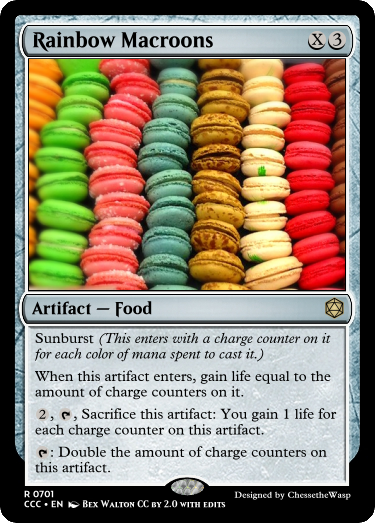 Rainbow Macroons X 3
Artifact — Food
Sunburst (This enters with a charge counter on it
for each color of mana spent to cast it.)
When this artifact enters, gain life equal to the
amount of charge counters on it.
2, T, Sacrifice this artifact: You gain 1 life for
each charge counter on this artifact.
T: Double the amount of charge counters on
this artifact.
R 0701
CCC • EN Bex Walton CC by 2.0 with edits
Designed by ChessetheWasp